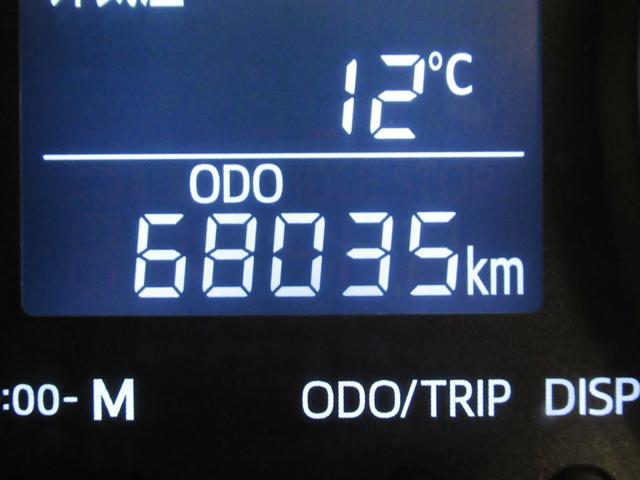 12°C
ODO
68035km
:00- M ODO/TRIP DISP